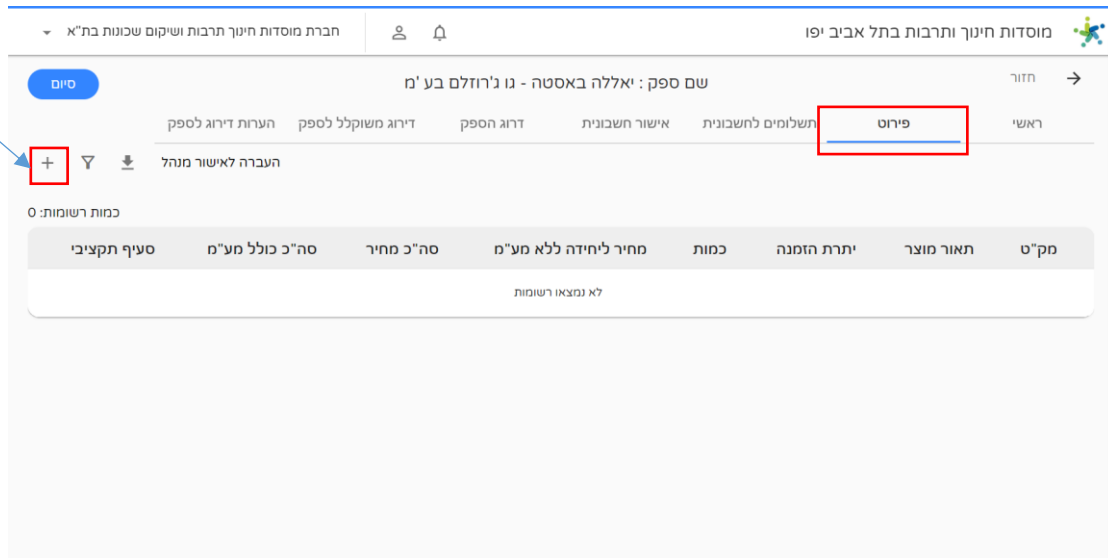 מוסדות חינוך ותרבות בתל אביב יפו
חברת מוסדות חינוך תרבות ושיקום שכונות בת"א
חזור
שם ספק : יאללה באסטה - גו ג'רוזלם בע 'מ
סיום
ראשי פירוט תשלומים לחשבונית אישור חשבונית דרוג הספק דירוג משוקלל לספק הערות דירוג לספק
העברה לאישור מנהל
כמות רשומות: 0
מק"ט תאור מוצר יתרת הזמנה כמות מחיר ליחידה ללא מע"מ סה"כ מחיר סה"כ כולל מע"מ סעיף תקציבי
לא נמצאו רשומות